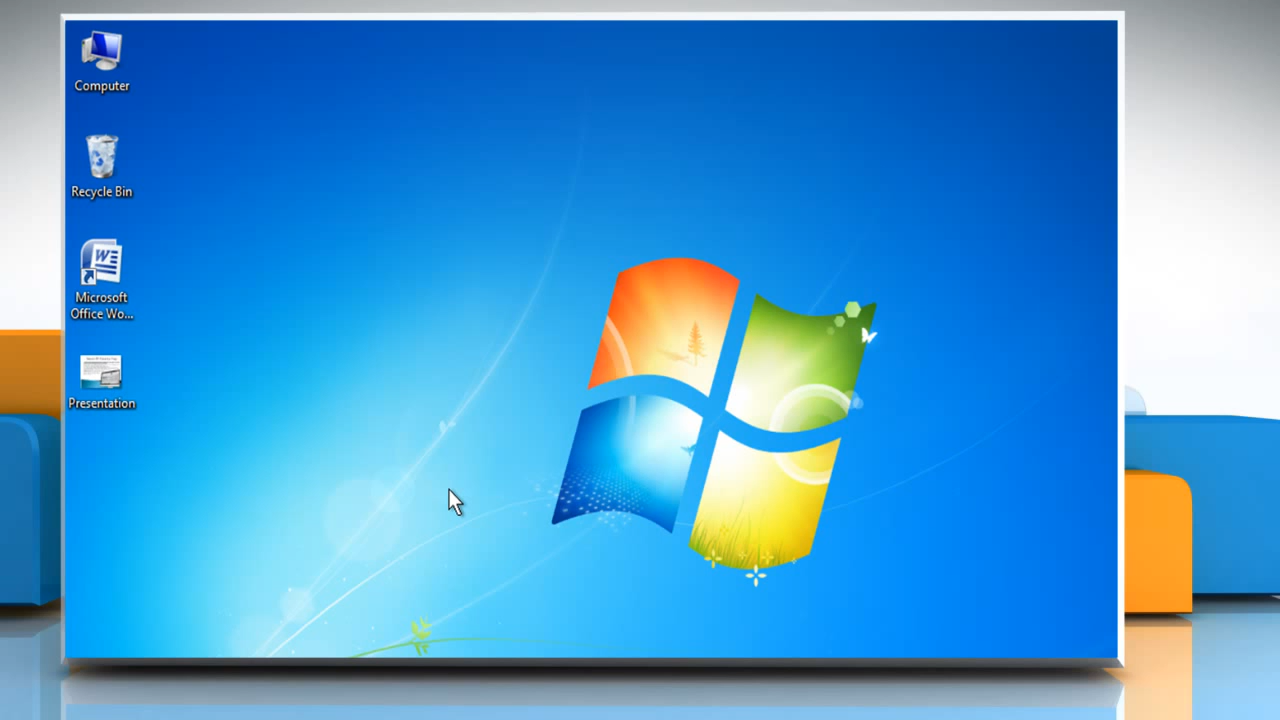 Computer
Recycle Bin
Microsoft
Office Wo...
Presentation